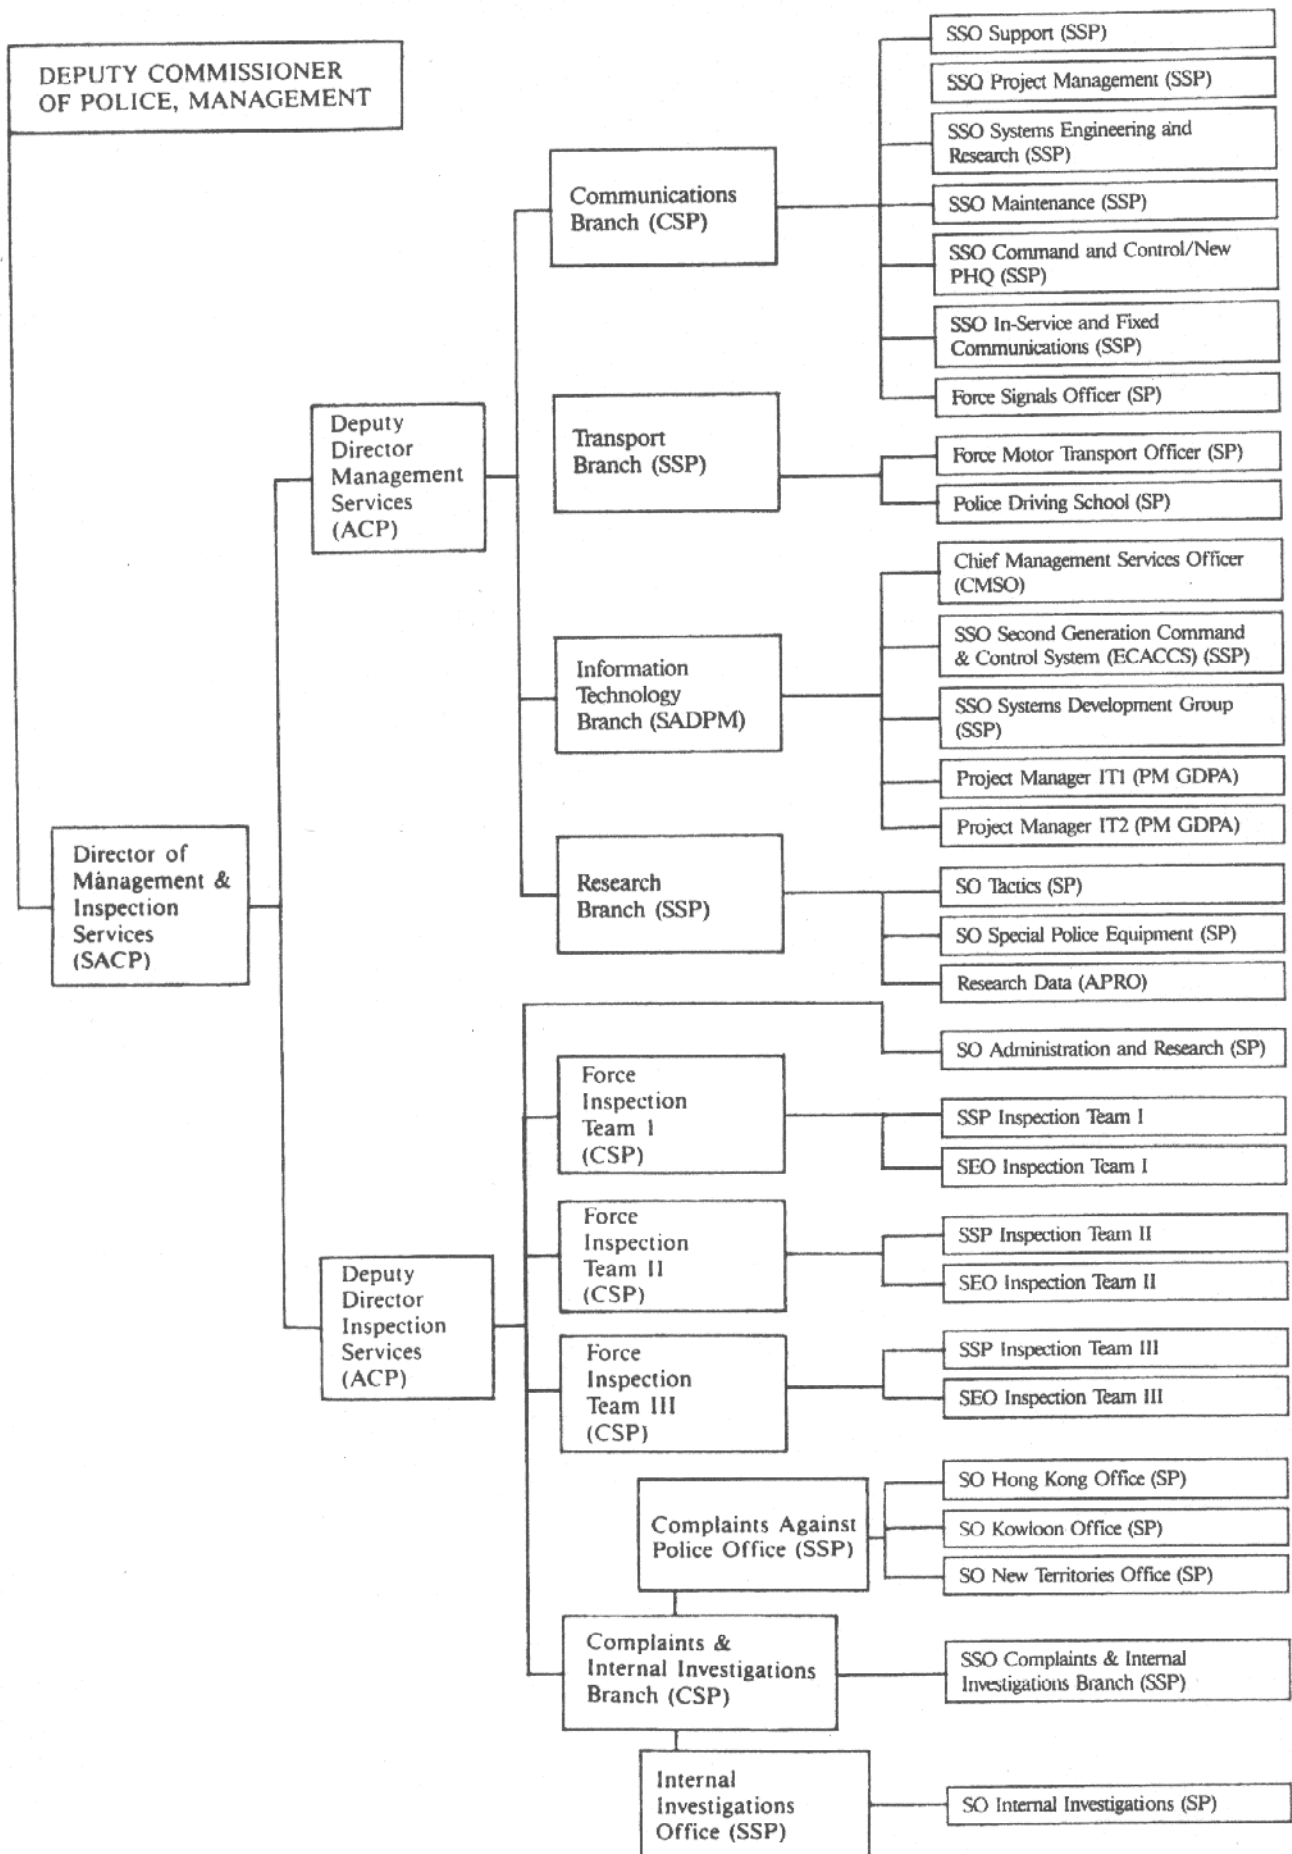 DEPUTY COMMISSIONER
OF POLICE, MANAGEMENT
Director of
Management &
Inspection
Services
(SACP)
Deputy
Director
Management
Services
(ACP)
Communications
Branch (CSP)
SSO Support (SSP)
SSO Project Management (SSP)
SSO Systems Engineering and
Research (SSP)
SSO Maintenance (SSP)
SSO Command and Control/New
PHQ (SSP)
SSO In-Service and Fixed
Communications (SSP)
Force Signals Officer (SP)
Transport
Branch (SSP)
Force Motor Transport Officer (SP)
Police Driving School (SP)
Information
Technology
Branch (SADPM)
Chief Management Services Officer
(CMSO)
SSO Second Generation Command
& Control System (ECACCS) (SSP)
SSO Systems Development Group
(SSP)
Project Manager IT1 (PM GDPA)
Project Manager IT2 (PM GDPA)
Research
Branch (SSP)
SO Tactics (SP)
SO Special Police Equipment (SP)
Research Data (APRO)
Deputy
Director
Inspection
Services
(ACP)
SO Administration and Research (SP)
Force
Inspection
Team I
(CSP)
SSP Inspection Team I
SEO Inspection Team I
Force
Inspection
Team II
(CSP)
SSP Inspection Team II
SEO Inspection Team II
Force
Inspection
Team III
(CSP)
SSP Inspection Team III
SEO Inspection Team III
Complaints Against
Police Office (SSP)
SO Hong Kong Office (SP)
SO Kowloon Office (SP)
SO New Territories Office (SP)
Complaints &
Internal Investigations
Branch (CSP)
SSO Complaints & Internal
Investigations Branch (SSP)
Internal
Investigations
Office (SSP)
SO Internal Investigations (SP)